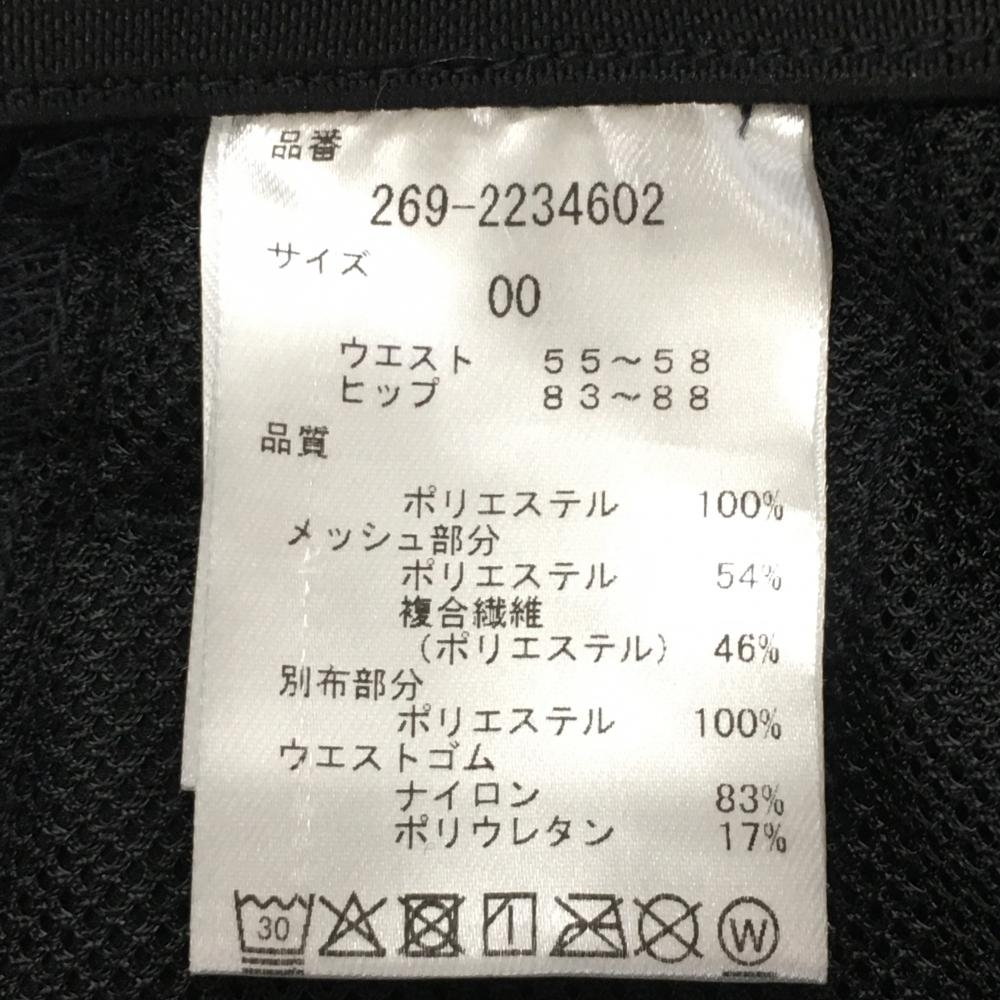 品番
269-2234602
サイズ
00
ウエスト 55～58
ヒップ 83～88
品質
ポリエステル 100%
メッシュ部分
ポリエステル 54%
複合繊維
(ポリエステル) 46%
別布部分
ポリエステル 100%
ウエストゴム
ナイロン 83%
ポリウレタン 17%
30 W